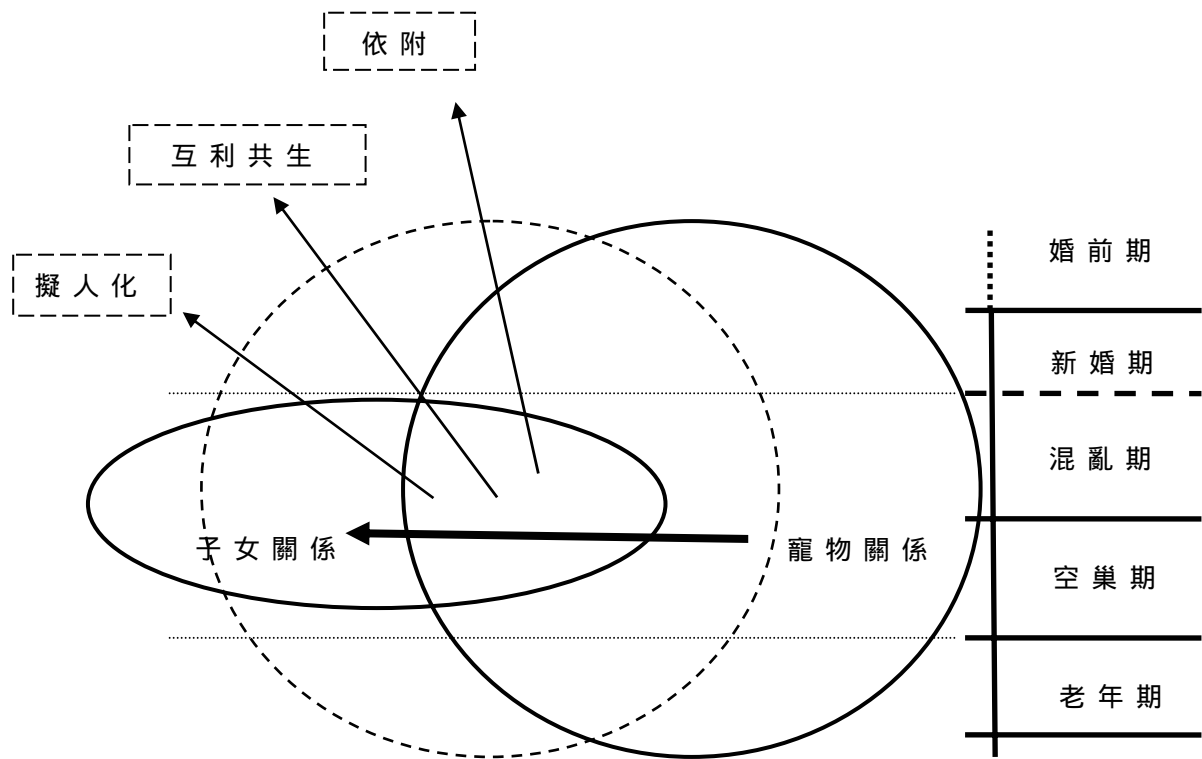 依附
互利共生
擬人化
婚前期
新婚期
混亂期
子女關係
寵物關係
空巢期
老年期